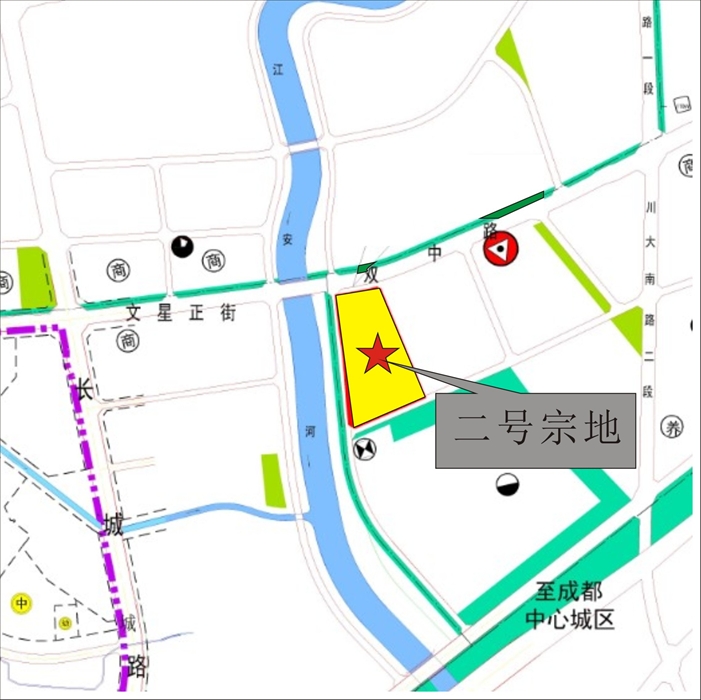 路一段
江
商
川大南路二段
安
双中路
商
商
商
文星正街
商
长城路
二号宗地
河
养
中
幼
城
至成都
中心城区